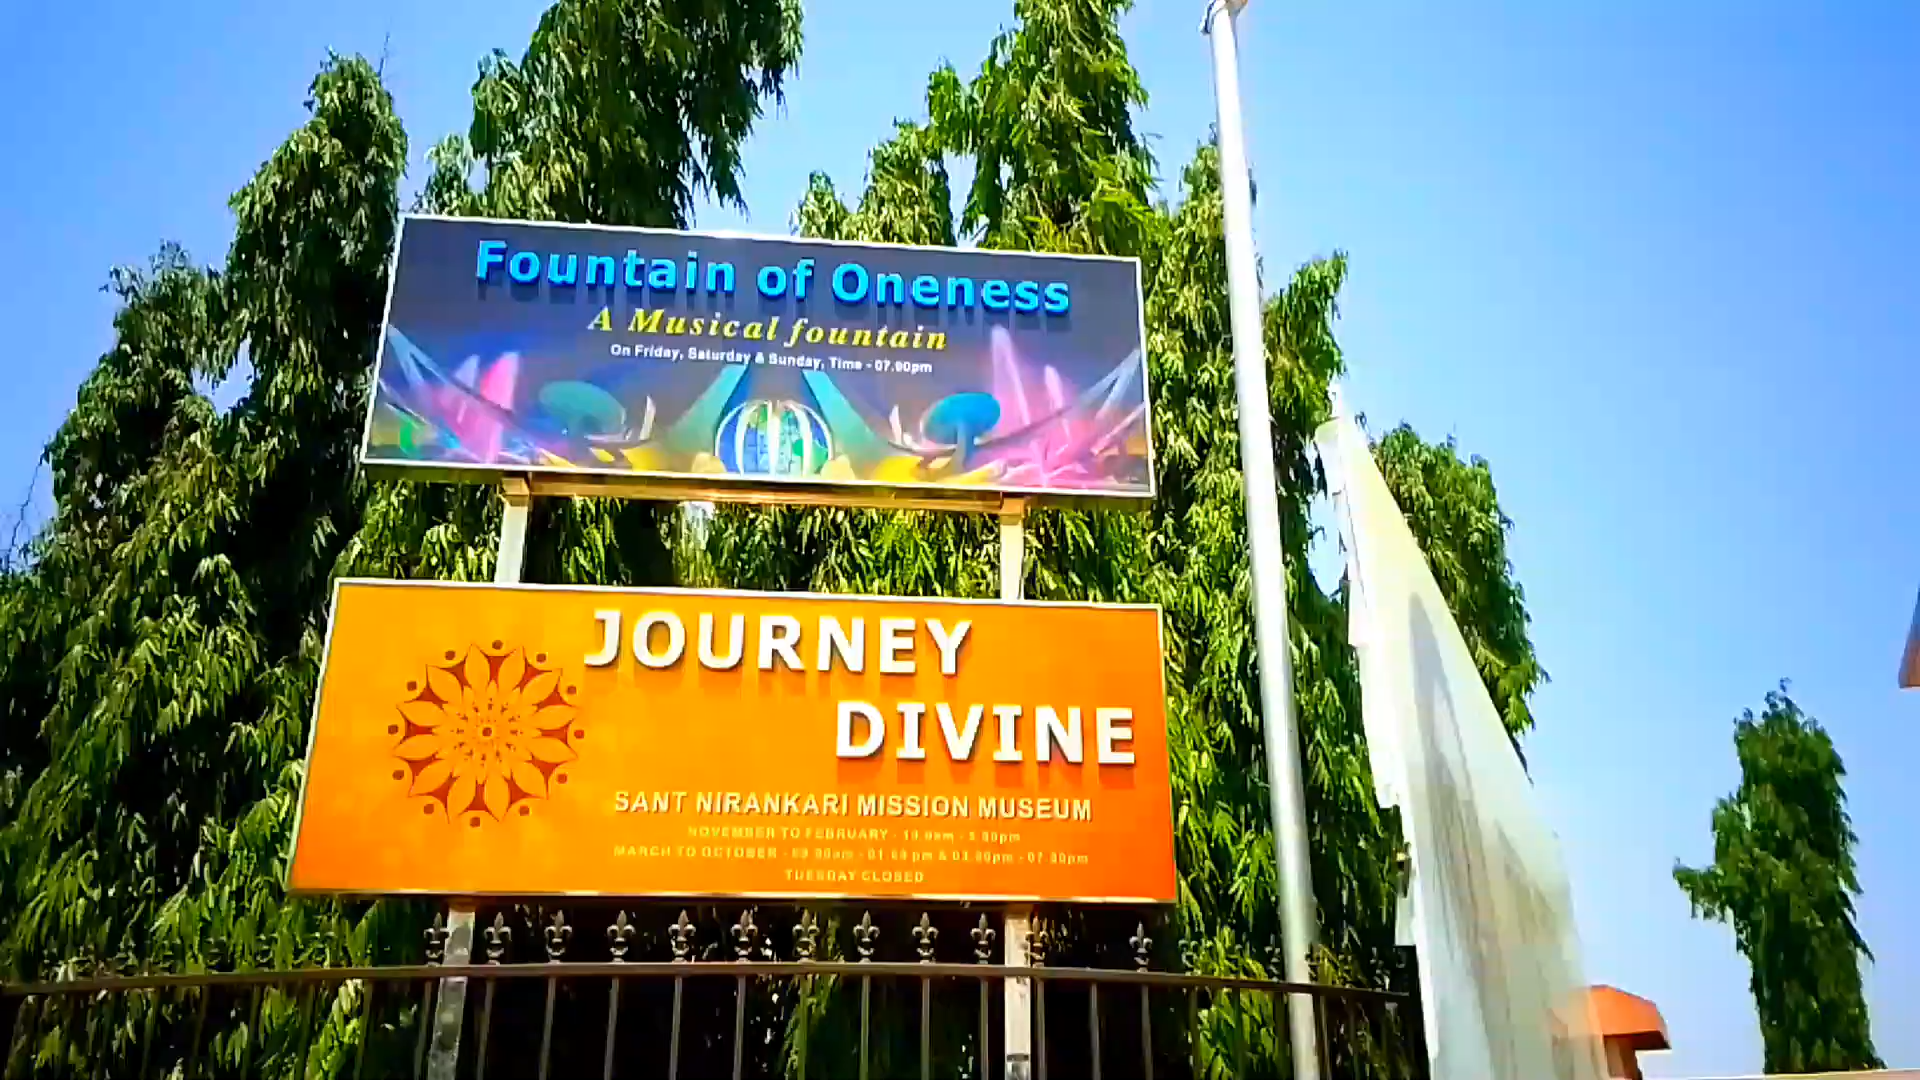 Fountain of Oneness
A Musical fountain
On Friday, Saturday & Sunday, Time - 07.00pm
JOURNEY
DIVINE
SANT NIRANKARI MISSION MUSEUM
NOVEMBER TO FEBRUARY -
MARCH TO OCTOBER -
TUESDAY CLOSED